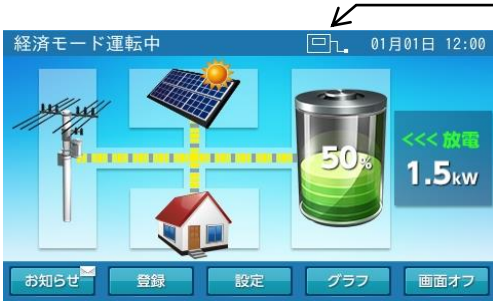 経済モード運転中 01月01日 12:00
50%
<<< 放電
1.5kw
お知らせ 登録 設定 グラフ 画面オフ